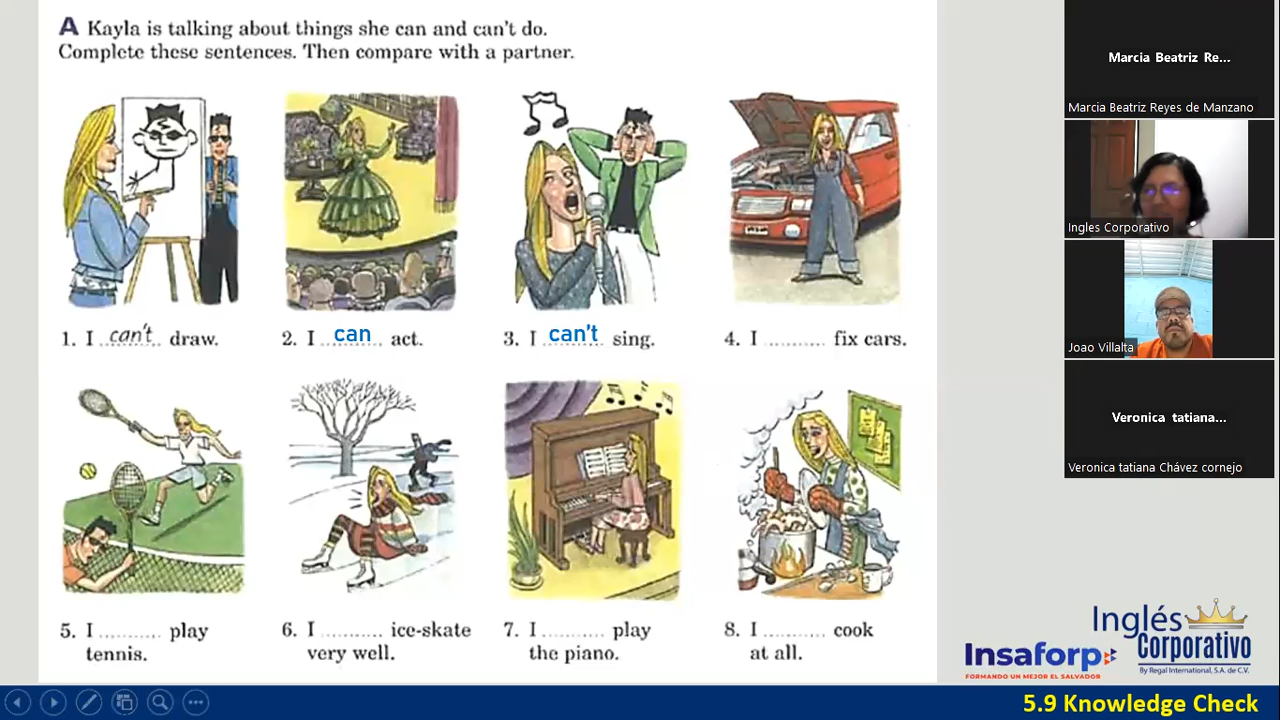 A Kayla is talking about things she can and can't do.
Complete these sentences. Then compare with a partner.
1. I can't draw.
2. I can act.
3. I can't sing.
4. I .......... fix cars.
5. I .......... play
tennis.
6. I .......... ice-skate
very well.
7. I .......... play
the piano.
8. I .......... cook
at all.
Marcia Beatriz Re...
Marcia Beatriz Reyes de Manzano
Ingles Corporativo
Joao Villalta
Veronica tatiana...
Veronica tatiana Chávez cornejo
Insaforp
FORMANDO UN MEJOR EL SALVADOR
Inglés
Corporativo
By Regal International, S.A. de C.V.
5.9 Knowledge Check